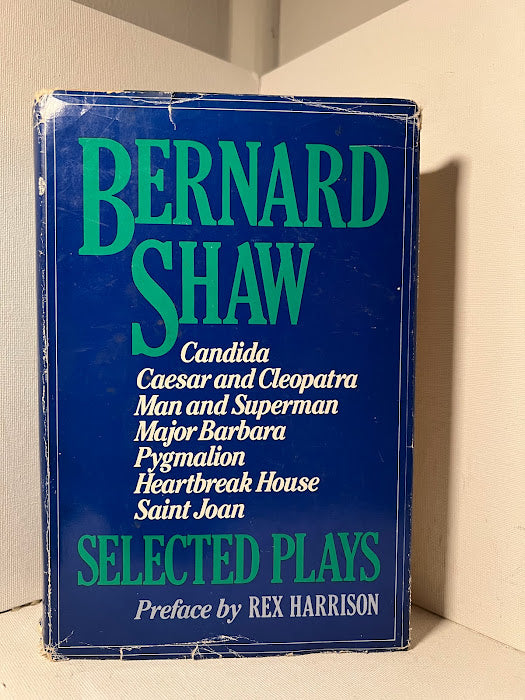 BERNARD
SHAW
Candida
Caesar and Cleopatra
Man and Superman
Major Barbara
Pygmalion
Heartbreak House
Saint Joan
SELECTED PLAYS
Preface by REX HARRISON